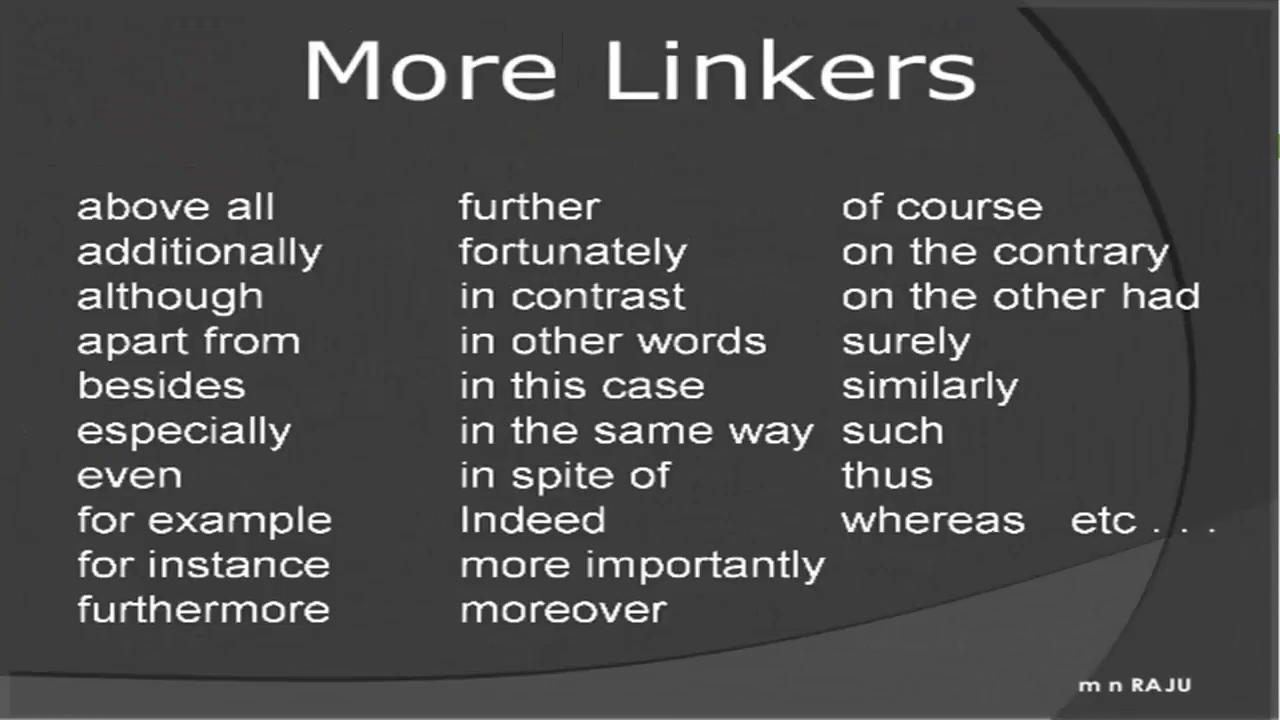 More Linkers
above all
additionally
although
apart from
besides
especially
even
for example
for instance
furthermore
further
fortunately
in contrast
in other words
in this case
in the same way
in spite of
Indeed
more importantly
moreover
of course
on the contrary
on the other had
surely
similarly
such
thus
whereas etc . . .
m n RAJU